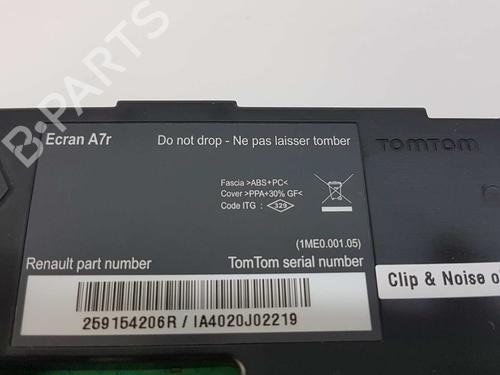 B-PARTS
Ecran A7r
Do not drop - Ne pas laisser tomber
TOMTOM
Fascia >ABS+PC<
Cover >PPA+30% GF<
Code ITG : 329
(1ME0.001.05)
Renault part number
TomTom serial number
Clip & Noise o
259154206R / IA4020J02219